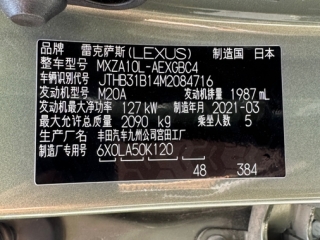 品牌 雷克萨斯(LEXUS) 制造国 日本
整车型号 MXZA10L-AEXGBC4
车辆识别代号 JTHB31B14M2084716
发动机型号 M20A 发动机排量 1987 mL
发动机最大净功率 127 kW 制造年月 2021-03
最大允许总质量 2090 kg 乘坐人数 5
生产厂名 丰田汽车九州公司宫田工厂
制造厂专用号 6X0LA50K120
48 384